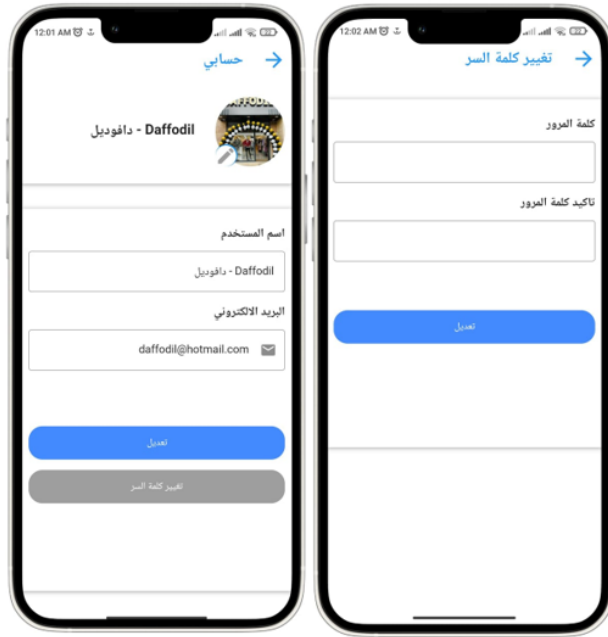 12:01 AM
حسابي
Daffodil - دافوديل
اسم المستخدم
Daffodil - دافوديل
البريد الالكتروني
daffodil@hotmail.com
تعديل
تغيير كلمة السر
12:02 AM
تغيير كلمة السر
كلمة المرور
تاكيد كلمة المرور
تعديل